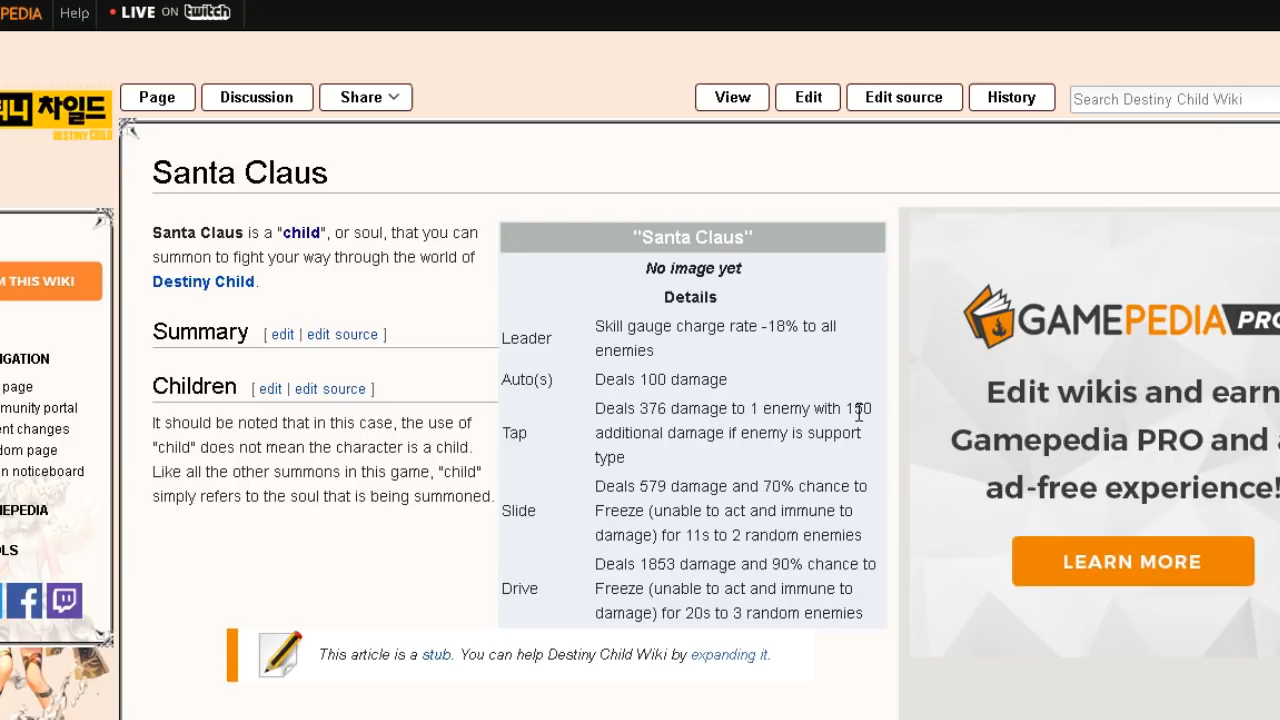 PEDIA
Help
LIVE ON twitch
Page
Discussion
Share
View
Edit
Edit source
History
Search Destiny Child Wiki
차일드
DESTINY CHILD
Santa Claus
Santa Claus is a "child", or soul, that you can
summon to fight your way through the world of
Destiny Child.
Summary [ edit | edit source ]
Children [ edit | edit source ]
It should be noted that in this case, the use of
"child" does not mean the character is a child.
Like all the other summons in this game, "child"
simply refers to the soul that is being summoned.
"Santa Claus"
No image yet
Details
Leader
Skill gauge charge rate -18% to all
enemies
Auto(s)
Deals 100 damage
Tap
Deals 376 damage to 1 enemy with 150
additional damage if enemy is support
type
Slide
Deals 579 damage and 70% chance to
Freeze (unable to act and immune to
damage) for 11s to 2 random enemies
Drive
Deals 1853 damage and 90% chance to
Freeze (unable to act and immune to
damage) for 20s to 3 random enemies
This article is a stub. You can help Destiny Child Wiki by expanding it.
M THIS WIKI
IGATION
page
munity portal
ent changes
dom page
n noticeboard
MEPEDIA
OLS
GAMEPEDIA PRO
Edit wikis and earn
Gamepedia PRO and a
ad-free experience!
LEARN MORE